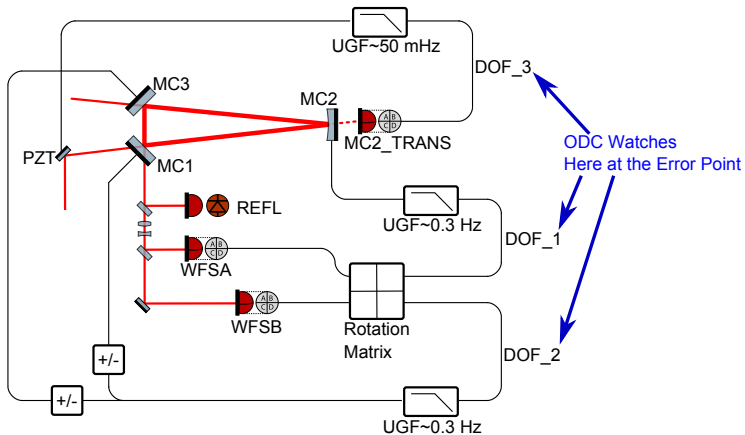 UGF~50 mHz
DOF_3
MC3
MC2
ODC Watches
Here at the Error Point
PZT
MC1
A B
C D
MC2_TRANS
REFL
UGF~0.3 Hz
DOF_1
A B
C D
WFSA
A B
C D
WFSB
Rotation
Matrix
DOF_2
+/-
+/-
UGF~0.3 Hz